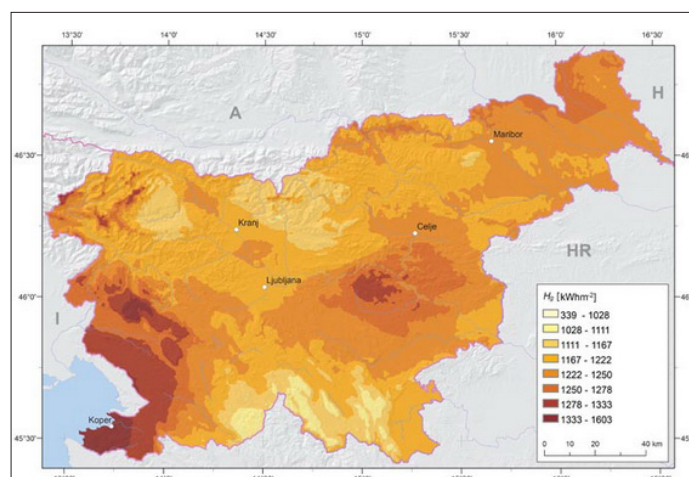 13°30' 14°0' 14°30' 15°0' 15°30' 16°0' 16°30'
A
H
Maribor
46°30'
Kranj
Celje
HR
Ljubljana
46°0'
I
Hg [kWhm-2]
339 - 1028
1028 - 1111
1111 - 1167
1167 - 1222
1222 - 1250
1250 - 1278
1278 - 1333
1333 - 1603
Koper
45°30'
0 10 20 40 km